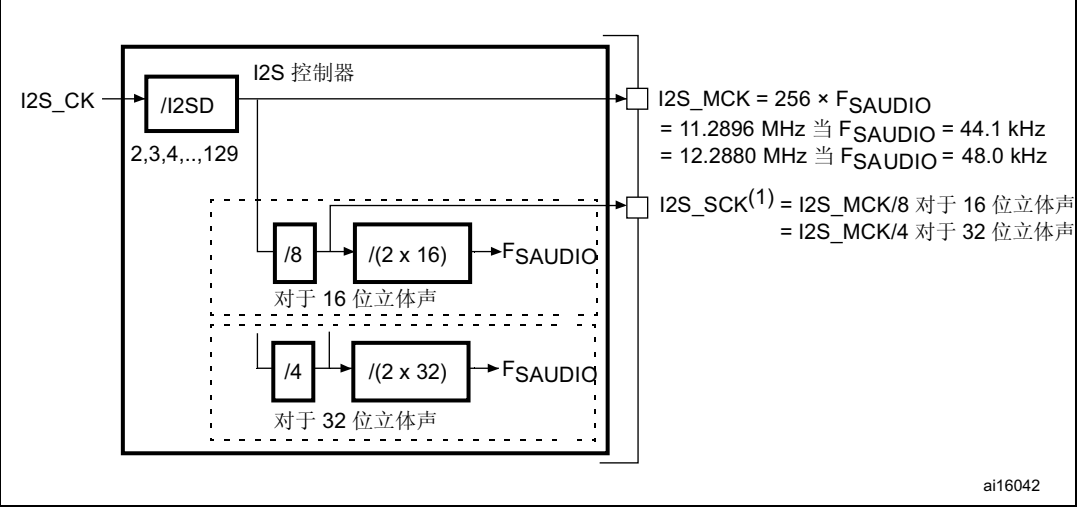 I2S 控制器
I2S_CK
/I2SD
2,3,4,..,129
I2S_MCK = 256 × FSAUDIO
= 11.2896 MHz 当 FSAUDIO = 44.1 kHz
= 12.2880 MHz 当 FSAUDIO = 48.0 kHz
I2S_SCK(1) = I2S_MCK/8 对于 16 位立体声
= I2S_MCK/4 对于 32 位立体声
/8
/(2 x 16)
FSAUDIO
对于 16 位立体声
/4
/(2 x 32)
FSAUDIO
对于 32 位立体声
ai16042